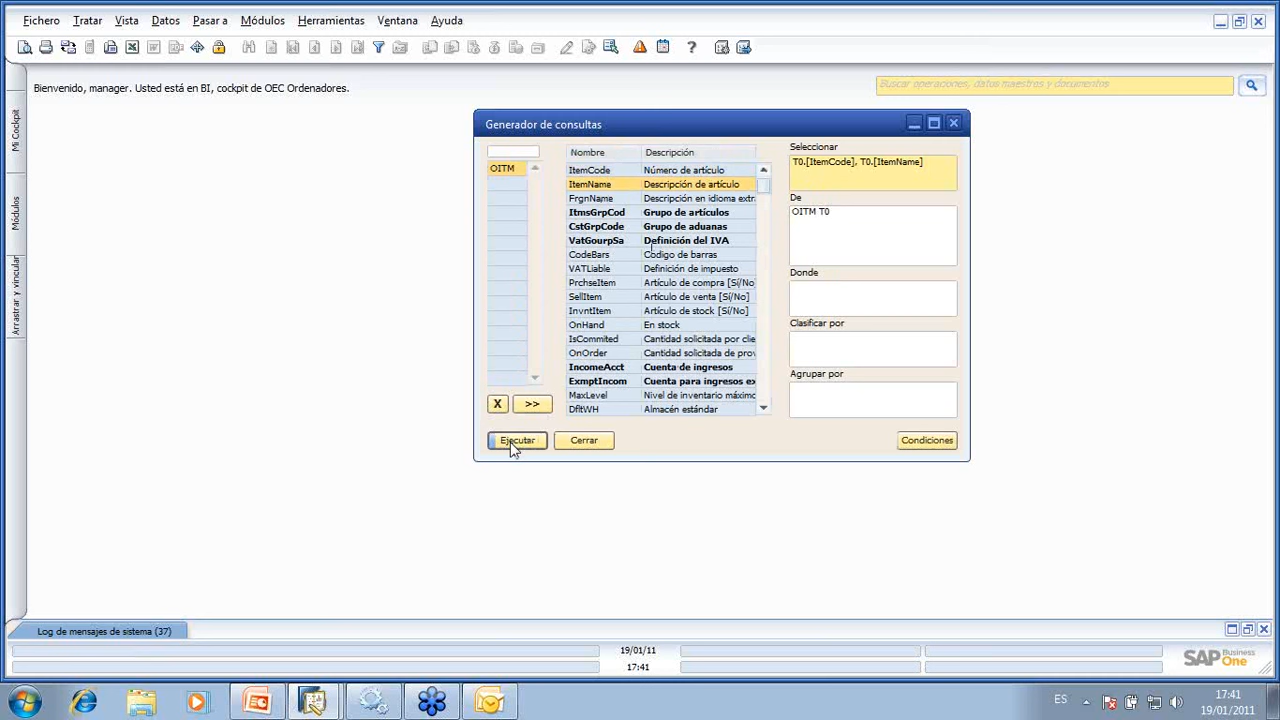 Fichero Tratar Vista Datos Pasar a Módulos Herramientas Ventana Ayuda
Bienvenido, manager. Usted está en BI, cockpit de OEC Ordenadores.
Buscar operaciones, datos maestros y documentos
Mi Cockpit
Módulos
Arrastrar y vincular
Generador de consultas
OITM
Nombre Descripción
ItemCode Número de artículo
ItemName Descripción de artículo
FrgnName Descripción en idioma extra
ItmsGrpCod Grupo de artículos
CstGrpCode Grupo de aduanas
VatGourpSa Definición del IVA
CodeBars Código de barras
VATLiable Definición de impuesto
PrchseItem Artículo de compra [Sí/No]
SellItem Artículo de venta [Sí/No]
InvntItem Artículo de stock [Sí/No]
OnHand En stock
IsCommited Cantidad solicitada por clie
OnOrder Cantidad solicitada de prov
IncomeAcct Cuenta de ingresos
ExmptIncom Cuenta para ingresos ex
MaxLevel Nivel de inventario máximo
DfltWH Almacén estándar
Seleccionar
T0.[ItemCode], T0.[ItemName]
De
OITM T0
Donde
Clasificar por
Agrupar por
X >>
Ejecutar Cerrar Condiciones
Log de mensajes de sistema (37)
19/01/11
17:41
SAP Business One
ES
17:41
19/01/2011